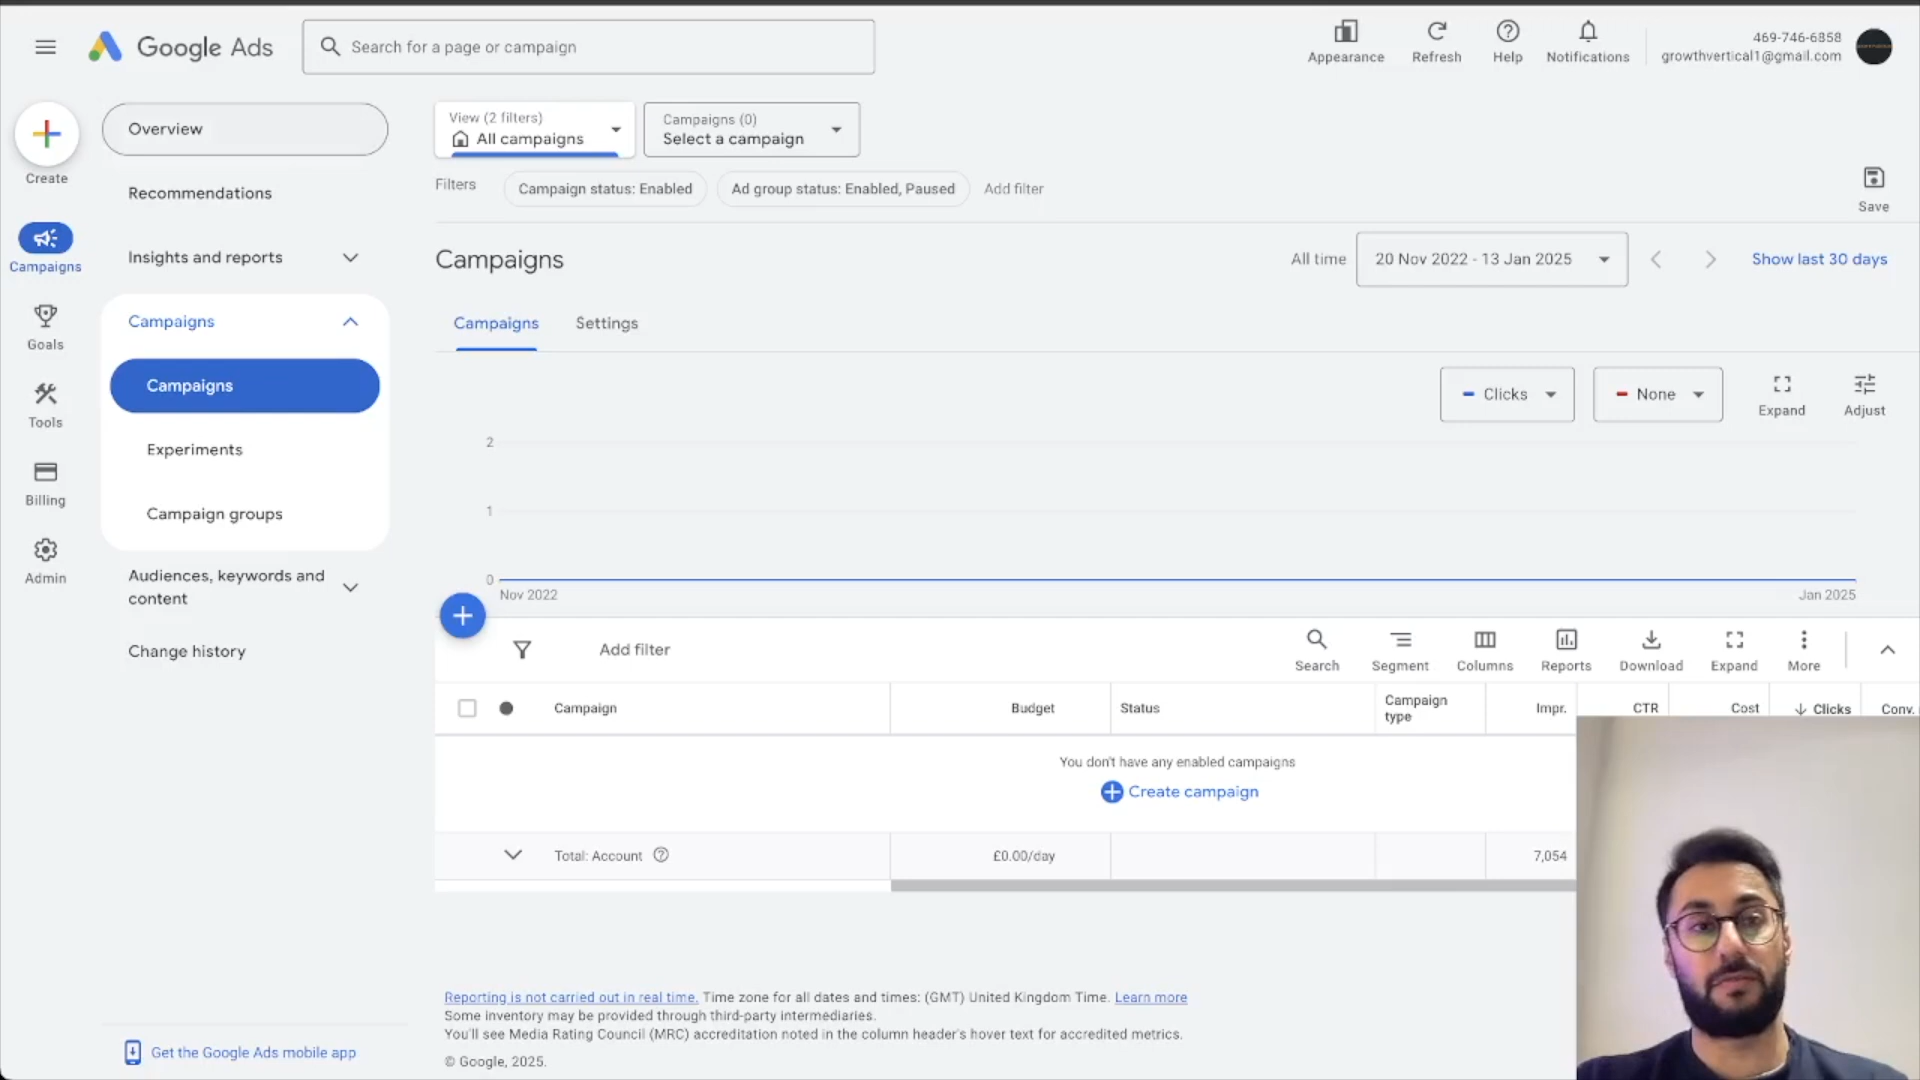 Google Ads
Search for a page or campaign
Appearance
Refresh
Help
Notifications
469-746-6858
growthvertical1@gmail.com
Create
Campaigns
Goals
Tools
Billing
Admin
Overview
Recommendations
Insights and reports
Campaigns
Campaigns
Experiments
Campaign groups
Audiences, keywords and
content
Change history
Get the Google Ads mobile app
View (2 filters)
All campaigns
Campaigns (0)
Select a campaign
Filters
Campaign status: Enabled
Ad group status: Enabled, Paused
Add filter
Save
Campaigns
All time
20 Nov 2022 - 13 Jan 2025
Show last 30 days
Campaigns
Settings
Clicks
None
Expand
Adjust
2
1
0
Nov 2022
Jan 2025
Add filter
Search
Segment
Columns
Reports
Download
Expand
More
Campaign
Budget
Status
Campaign
type
Impr.
CTR
Cost
Clicks
Conv.
You don't have any enabled campaigns
Create campaign
Total: Account
£0.00/day
7,054
Reporting is not carried out in real time. Time zone for all dates and times: (GMT) United Kingdom Time. Learn more
Some inventory may be provided through third-party intermediaries.
You'll see Media Rating Council (MRC) accreditation noted in the column header's hover text for accredited metrics.
© Google, 2025.